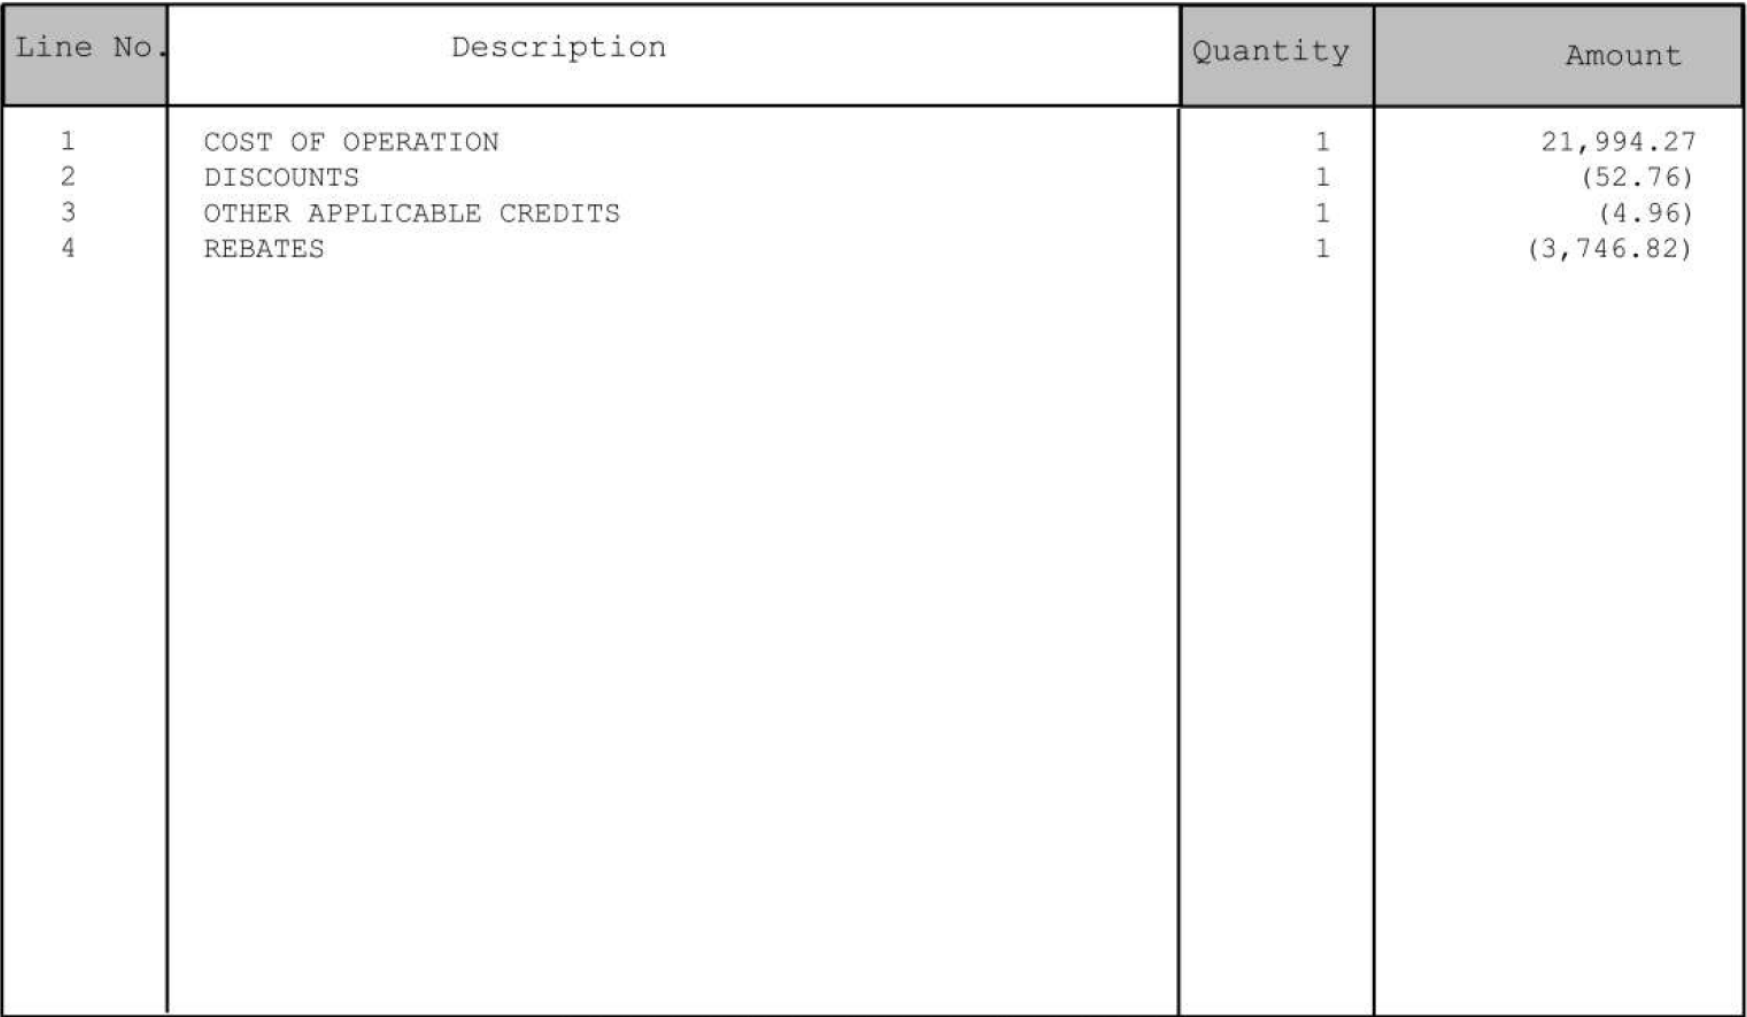 Line No. Description Quantity Amount
1 COST OF OPERATION 1 21,994.27
2 DISCOUNTS 1 (52.76)
3 OTHER APPLICABLE CREDITS 1 (4.96)
4 REBATES 1 (3,746.82)